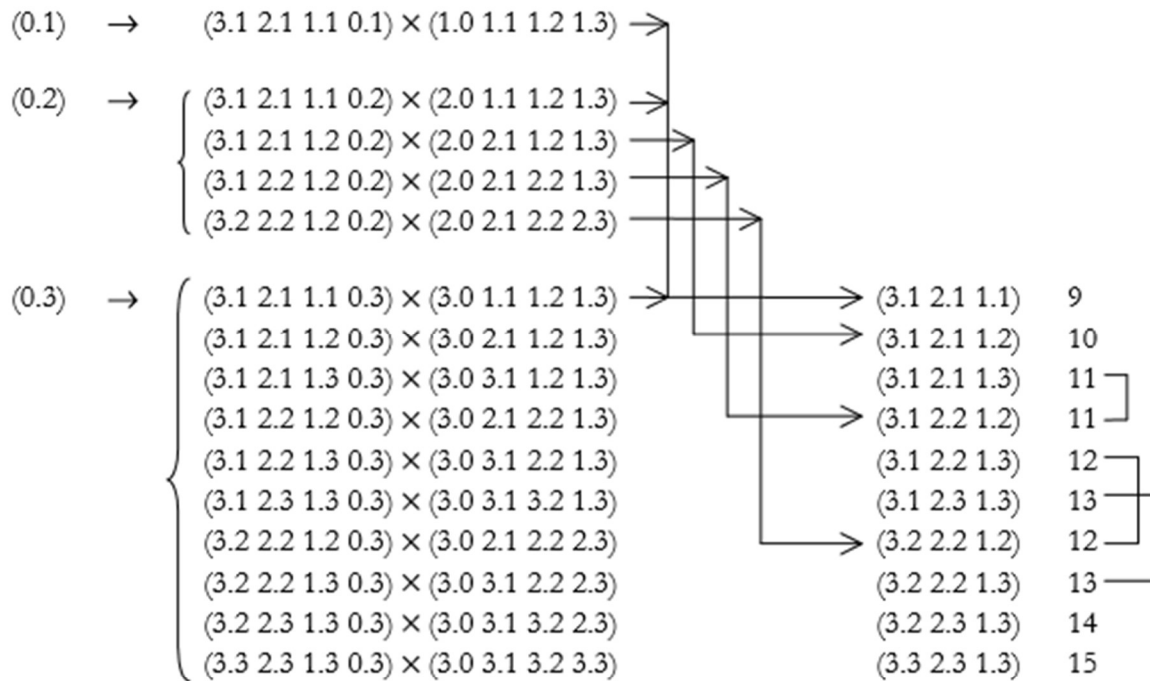 (0.1) → (3.1 2.1 1.1 0.1) × (1.0 1.1 1.2 1.3)
(0.2) → (3.1 2.1 1.1 0.2) × (2.0 1.1 1.2 1.3)
(3.1 2.1 1.2 0.2) × (2.0 2.1 1.2 1.3)
(3.1 2.2 1.2 0.2) × (2.0 2.1 2.2 1.3)
(3.2 2.2 1.2 0.2) × (2.0 2.1 2.2 2.3)
(0.3) → (3.1 2.1 1.1 0.3) × (3.0 1.1 1.2 1.3) (3.1 2.1 1.1) 9
(3.1 2.1 1.2 0.3) × (3.0 2.1 1.2 1.3) (3.1 2.1 1.2) 10
(3.1 2.1 1.3 0.3) × (3.0 3.1 1.2 1.3) (3.1 2.1 1.3) 11
(3.1 2.2 1.2 0.3) × (3.0 2.1 2.2 1.3) (3.1 2.2 1.2) 11
(3.1 2.2 1.3 0.3) × (3.0 3.1 2.2 1.3) (3.1 2.2 1.3) 12
(3.1 2.3 1.3 0.3) × (3.0 3.1 3.2 1.3) (3.1 2.3 1.3) 13
(3.2 2.2 1.2 0.3) × (3.0 2.1 2.2 2.3) (3.2 2.2 1.2) 12
(3.2 2.2 1.3 0.3) × (3.0 3.1 2.2 2.3) (3.2 2.2 1.3) 13
(3.2 2.3 1.3 0.3) × (3.0 3.1 3.2 2.3) (3.2 2.3 1.3) 14
(3.3 2.3 1.3 0.3) × (3.0 3.1 3.2 3.3) (3.3 2.3 1.3) 15